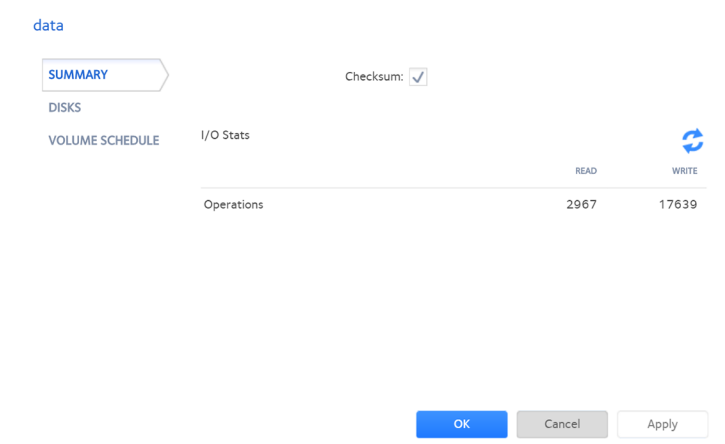 data
SUMMARY
Checksum:
DISKS
VOLUME SCHEDULE
I/O Stats
READ WRITE
Operations 2967 17639
OK Cancel Apply